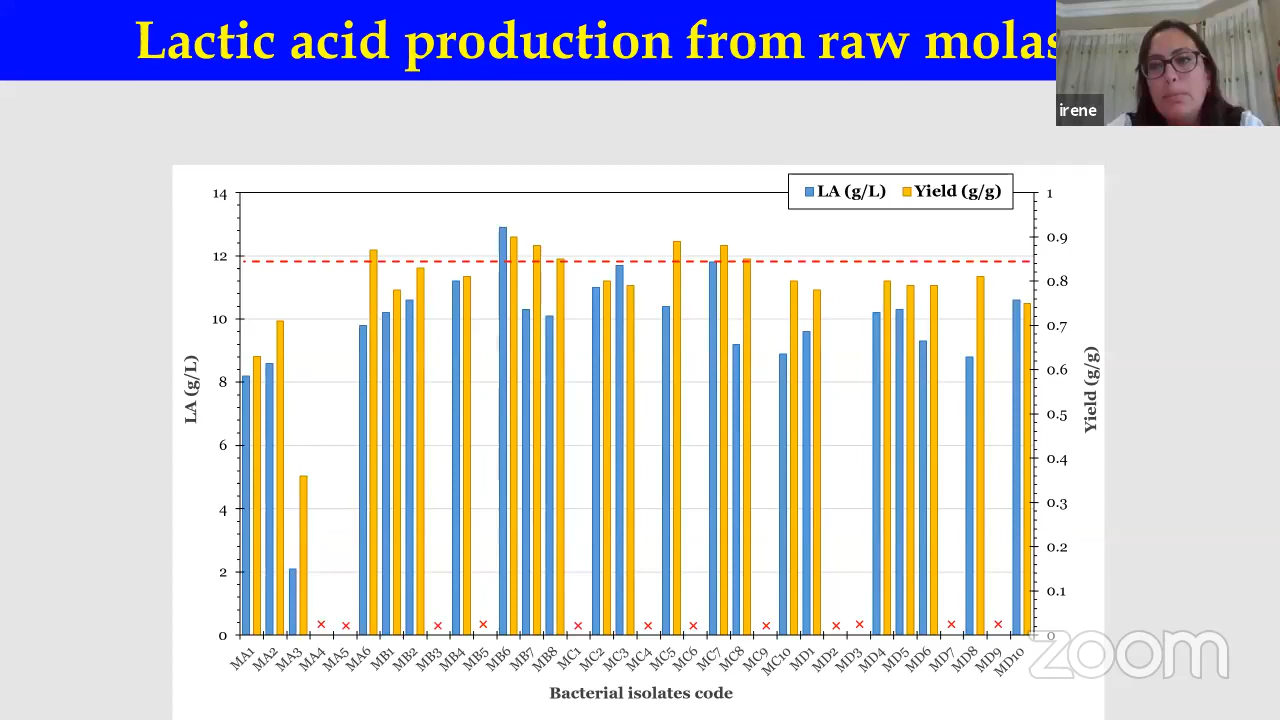 Lactic acid production from raw
irene
LA (g/L) Yield (g/g)
14
12
10
8
6
4
2
0
LA (g/L)
1
0.9
0.8
0.7
0.6
0.5
0.4
0.3
0.2
0.1
0
Yield (g/g)
MA1 MA2 MA3 MA4 MA5 MA6 MB1 MB2 MB3 MB4 MB5 MB6 MB7 MB8 MC1 MC2 MC3 MC4 MC5 MC6 MC7 MC8 MC9 MC10 MD1 MD2 MD3 MD4 MD5 MD6 MD7 MD8 MD9 MD10
Bacterial isolates code
zoom